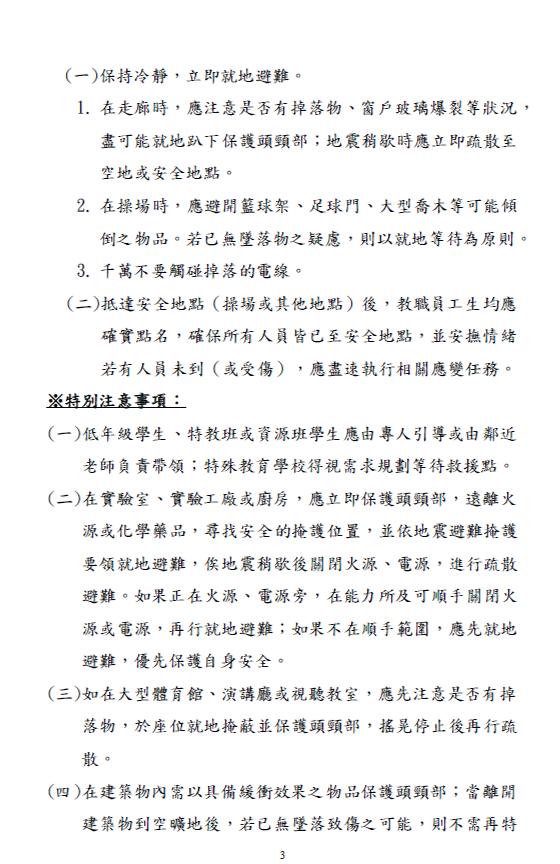 (一)保持冷靜，立即就地避難。
1. 在走廊時，應注意是否有掉落物、窗戶玻璃爆裂等狀況，
盡可能就地趴下保護頭頸部；地震稍歇時應立即疏散至
空地或安全地點。
2. 在操場時，應避開籃球架、足球門、大型喬木等可能傾
倒之物品。若已無墜落物之疑慮，則以就地等待為原則。
3. 千萬不要觸碰掉落的電線。
(二)抵達安全地點（操場或其他地點）後，教職員工生均應
確實點名，確保所有人員皆已至安全地點，並安撫情緒
若有人員未到（或受傷），應盡速執行相關應變任務。
※特別注意事項：
(一)低年級學生、特教班或資源班學生應由專人引導或由鄰近
老師負責帶領；特殊教育學校得視需求規劃等待救援點。
(二)在實驗室、實驗工廠或廚房，應立即保護頭頸部，遠離火
源或化學藥品，尋找安全的掩護位置，並依地震避難掩護
要領就地避難，俟地震稍歇後關閉火源、電源，進行疏散
避難。如果正在火源、電源旁，在能力所及可順手關閉火
源或電源，再行就地避難；如果不在順手範圍，應先就地
避難，優先保護自身安全。
(三)如在大型體育館、演講廳或視聽教室，應先注意是否有掉
落物，於座位就地掩蔽並保護頭頸部，搖晃停止後再行疏
散。
(四)在建築物內需以具備緩衝效果之物品保護頭頸部；當離開
建築物到空曠地後，若已無墜落致傷之可能，則不需再特
3